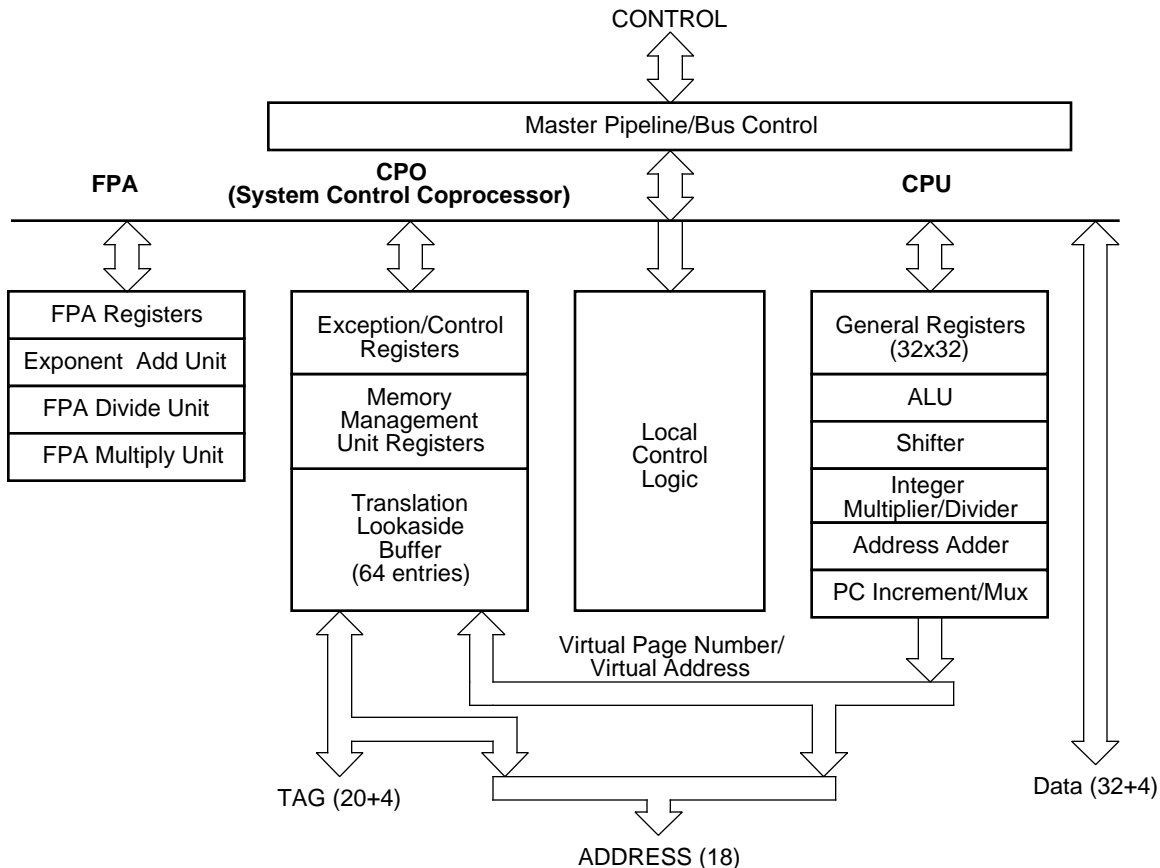 CONTROL
Master Pipeline/Bus Control
FPA
CPO
(System Control Coprocessor)
CPU
FPA Registers
Exponent Add Unit
FPA Divide Unit
FPA Multiply Unit
Exception/Control
Registers
Memory
Management
Unit Registers
Translation
Lookaside
Buffer
(64 entries)
Local
Control
Logic
General Registers
(32x32)
ALU
Shifter
Integer
Multiplier/Divider
Address Adder
PC Increment/Mux
Virtual Page Number/
Virtual Address
TAG (20+4)
Data (32+4)
ADDRESS (18)